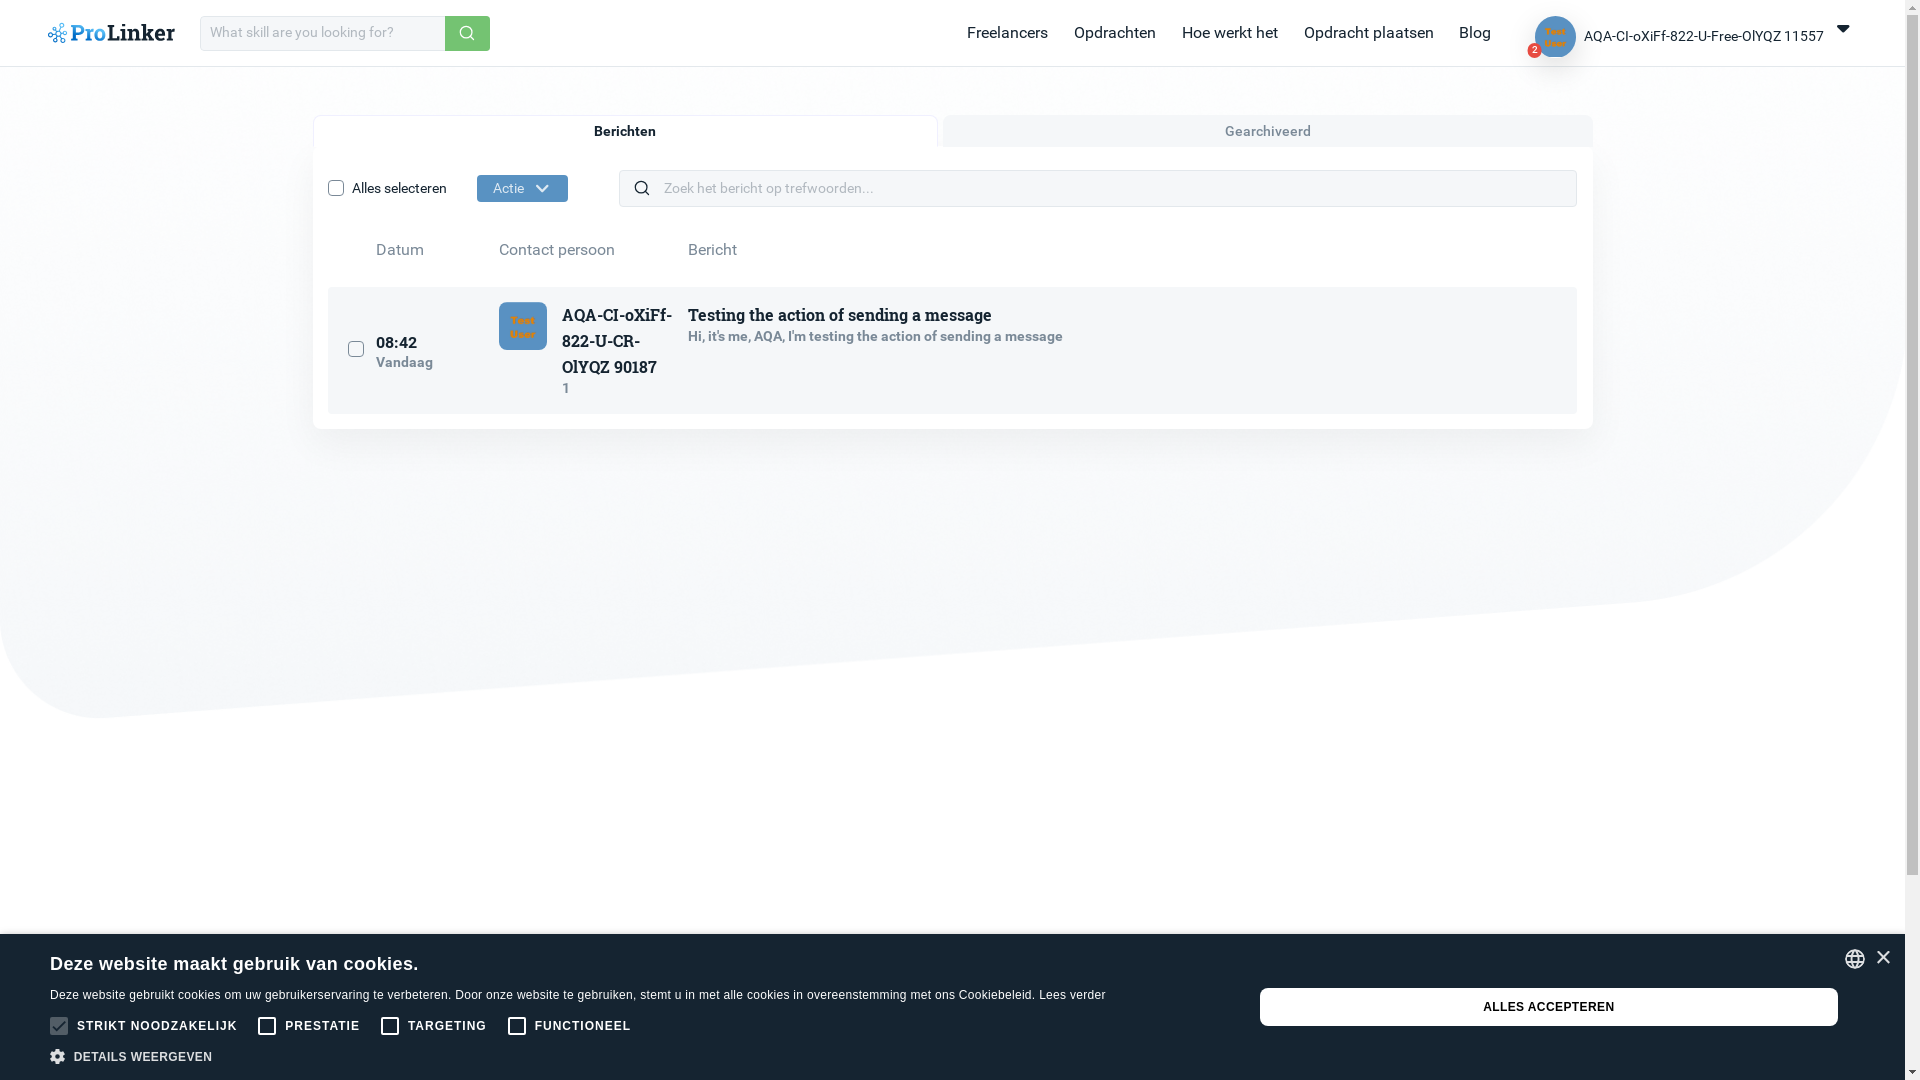 ProLinker
What skill are you looking for?
Freelancers
Opdrachten
Hoe werkt het
Opdracht plaatsen
Blog
Test
User
2
AQA-CI-oXiFf-822-U-Free-OlYQZ 11557
Berichten
Gearchiveerd
Alles selecteren
Actie
Zoek het bericht op trefwoorden...
Datum
Contact persoon
Bericht
08:42
Vandaag
Test
User
AQA-CI-oXiFf-
822-U-CR-
OlYQZ 90187
1
Testing the action of sending a message
Hi, it's me, AQA, I'm testing the action of sending a message
Deze website maakt gebruik van cookies.
Deze website gebruikt cookies om uw gebruikerservaring te verbeteren. Door onze website te gebruiken, stemt u in met alle cookies in overeenstemming met ons Cookiebeleid. Lees verder
STRIKT NOODZAKELIJK
PRESTATIE
TARGETING
FUNCTIONEEL
DETAILS WEERGEVEN
ALLES ACCEPTEREN